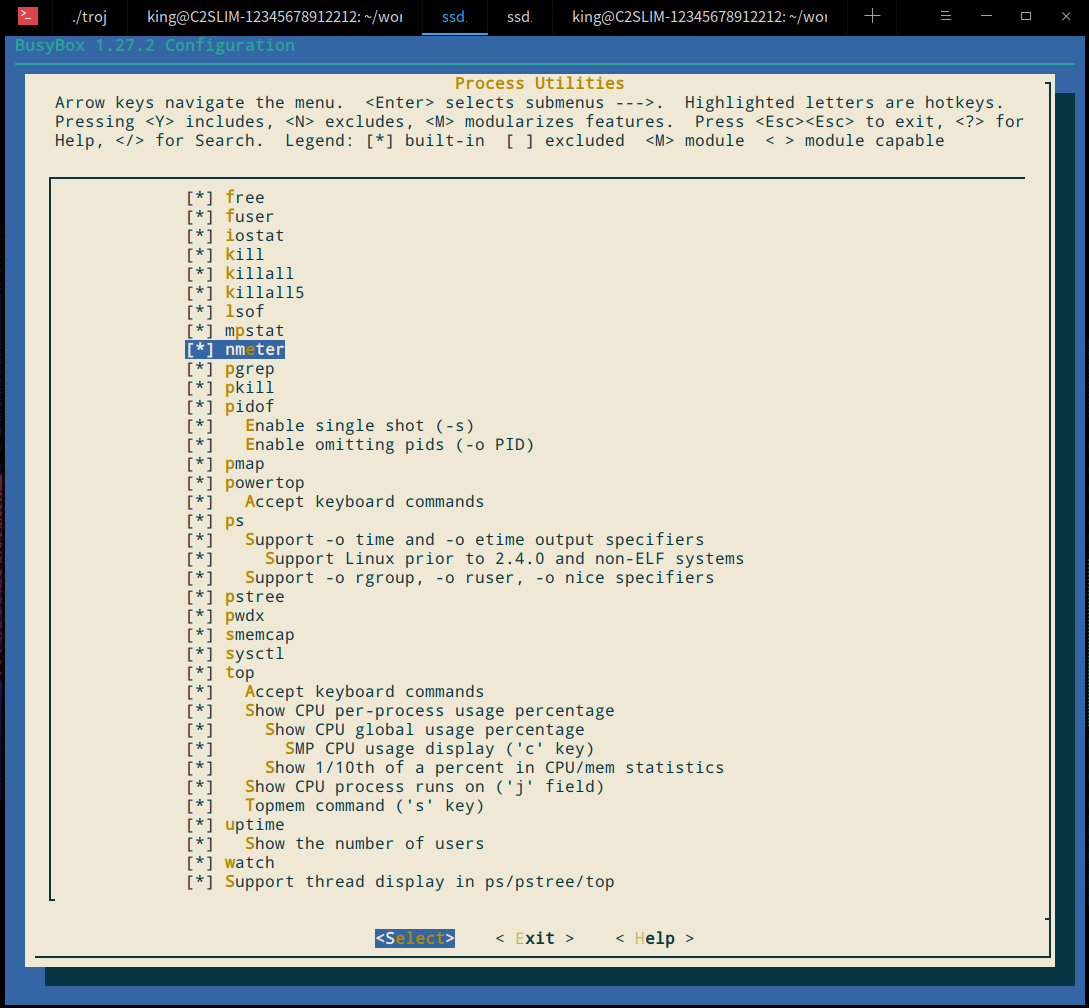 ./troj king@C2SLIM-12345678912212: ~/wor ssd. ssd. king@C2SLIM-12345678912212: ~/wor
BusyBox 1.27.2 Configuration
Process Utilities
Arrow keys navigate the menu.  <Enter> selects submenus --->.  Highlighted letters are hotkeys.
Pressing <Y> includes, <N> excludes, <M> modularizes features.  Press <Esc><Esc> to exit, <?> for
Help, </> for Search.  Legend: [*] built-in  [ ] excluded  <M> module  < > module capable
[*] free
[*] fuser
[*] iostat
[*] kill
[*] killall
[*] killall5
[*] lsof
[*] mpstat
[*] nmeter
[*] pgrep
[*] pkill
[*] pidof
[*]   Enable single shot (-s)
[*]   Enable omitting pids (-o PID)
[*] pmap
[*] powertop
[*]   Accept keyboard commands
[*] ps
[*]   Support -o time and -o etime output specifiers
[*]     Support Linux prior to 2.4.0 and non-ELF systems
[*]   Support -o rgroup, -o ruser, -o nice specifiers
[*] pstree
[*] pwdx
[*] smemcap
[*] sysctl
[*] top
[*]   Accept keyboard commands
[*]   Show CPU per-process usage percentage
[*]     Show CPU global usage percentage
[*]       SMP CPU usage display ('c' key)
[*]     Show 1/10th of a percent in CPU/mem statistics
[*]   Show CPU process runs on ('j' field)
[*]   Topmem command ('s' key)
[*] uptime
[*]   Show the number of users
[*] watch
[*] Support thread display in ps/pstree/top
<Select>    < Exit >    < Help >